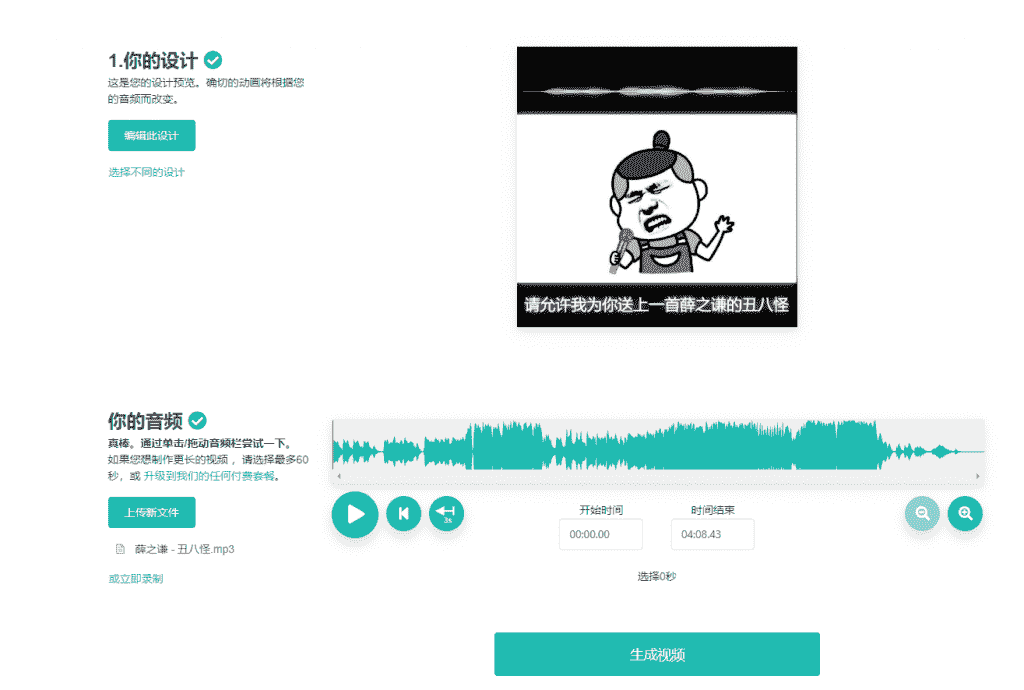 1.你的设计
这是您的设计预览。确切的动画将根据您
的音频而改变。
编辑此设计
选择不同的设计
请允许我为你送上一首薛之谦的丑八怪
你的音频
真棒。通过单击/拖动音频栏尝试一下。
如果您想制作更长的视频，请选择最多60
秒，或 升级到我们的任何付费套餐。
上传新文件
薛之谦 - 丑八怪.mp3
或立即录制
3s
开始时间
时间结束
00:00.00
04:08.43
选择0秒
生成视频